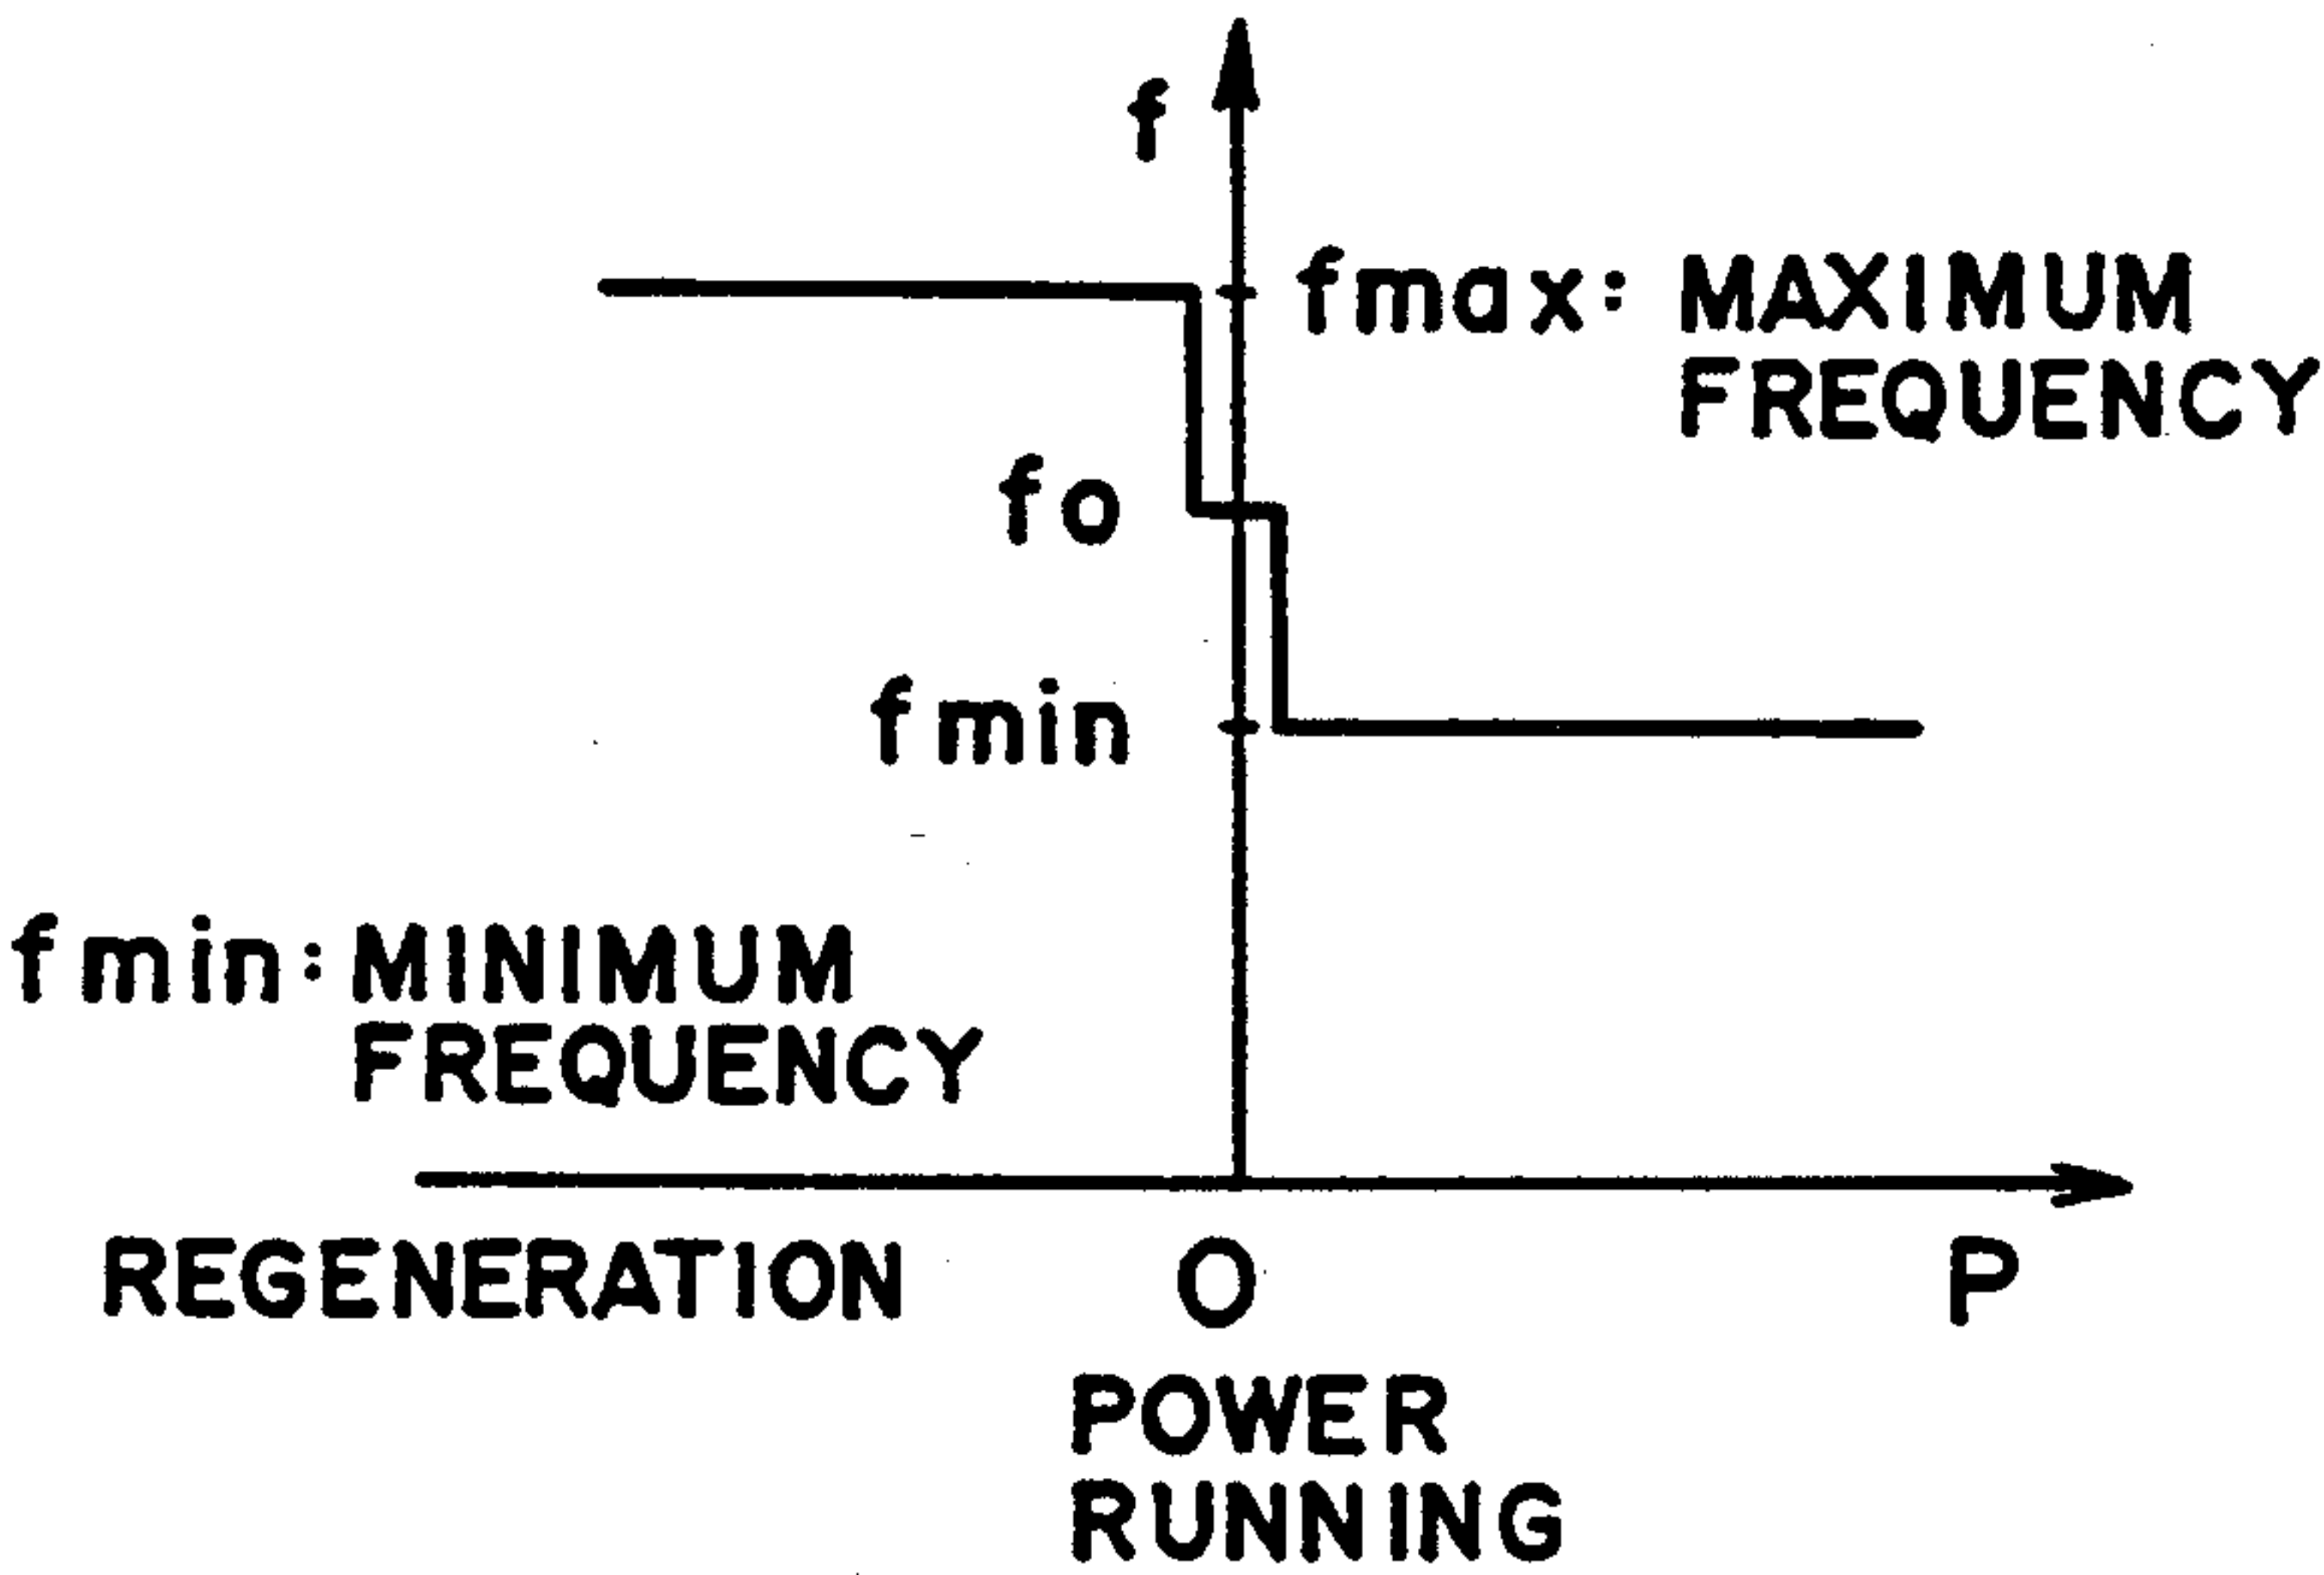 f
fmax: MAXIMUM
FREQUENCY
fo
fmin
fmin: MINIMUM
FREQUENCY
REGENERATION O P
POWER
RUNNING